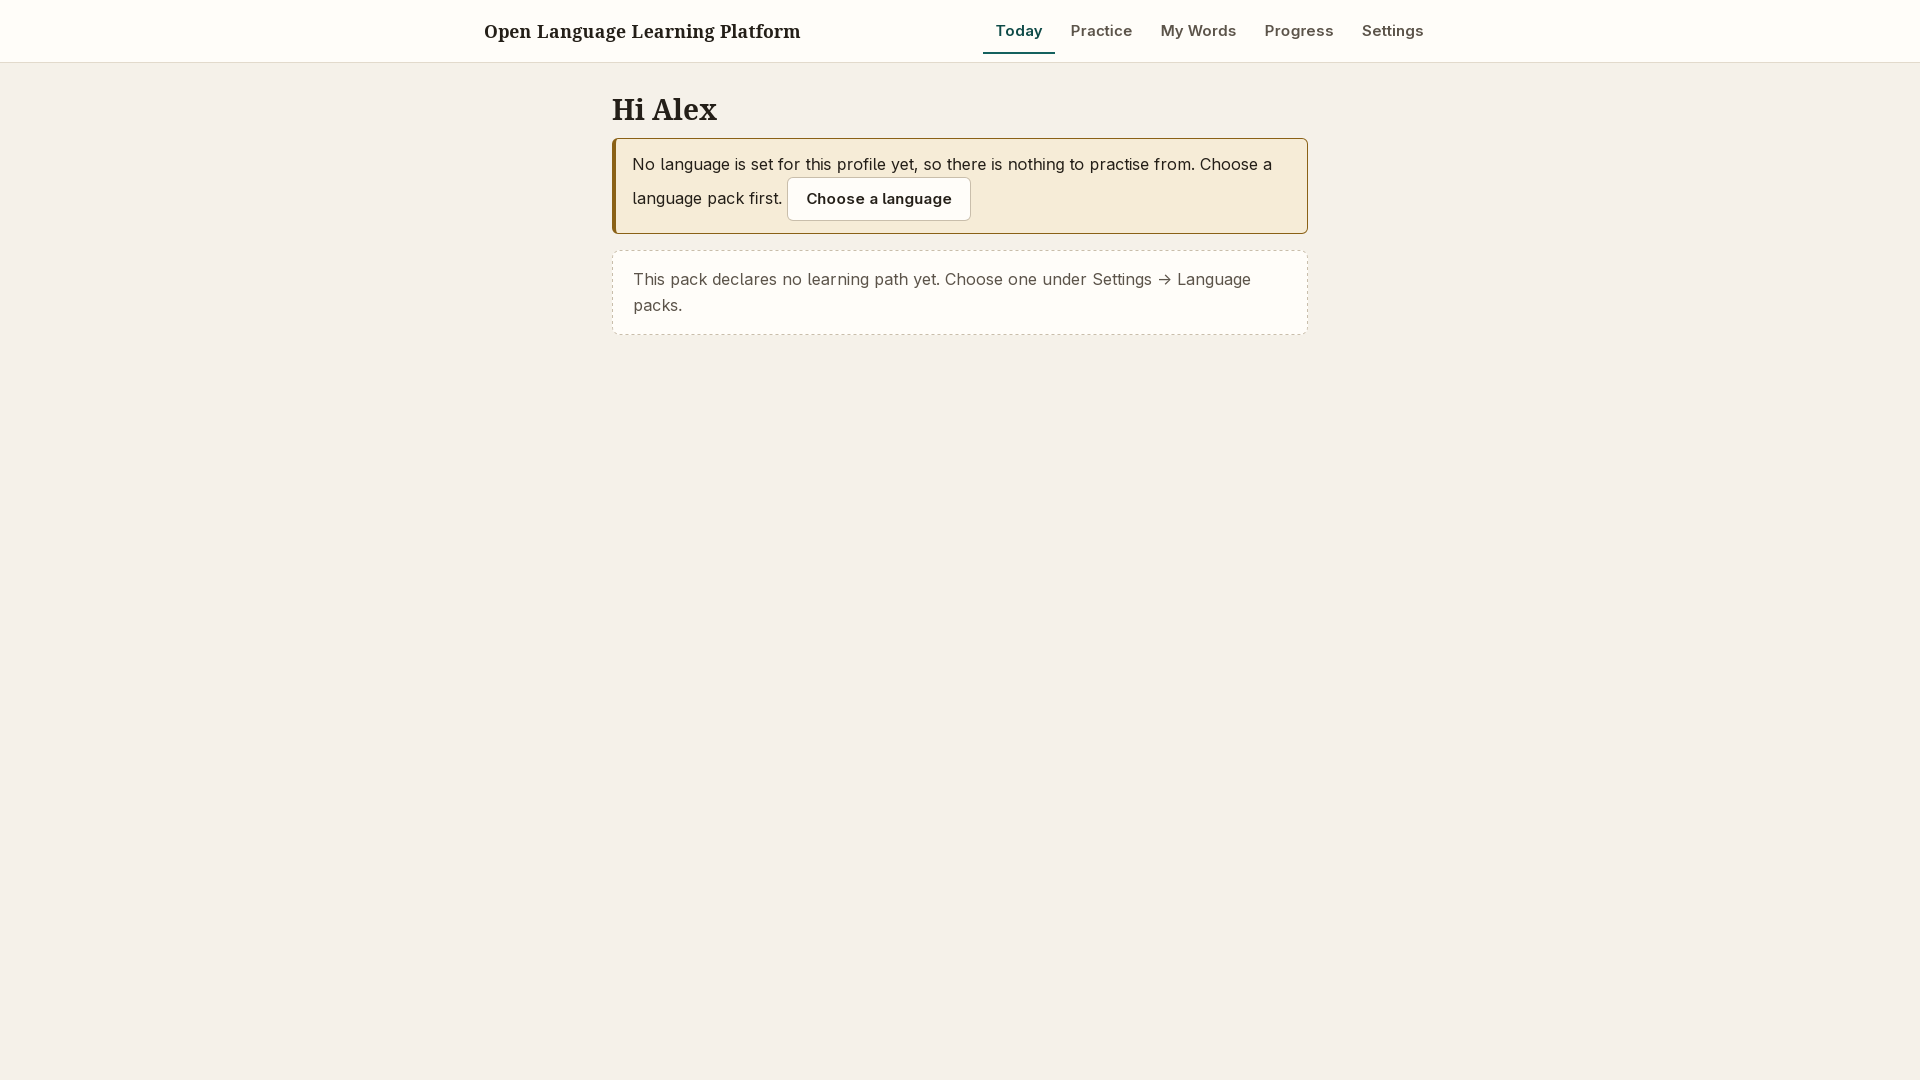 Open Language Learning Platform
Today
Practice
My Words
Progress
Settings
Hi Alex
No language is set for this profile yet, so there is nothing to practise from. Choose a
language pack first. Choose a language
This pack declares no learning path yet. Choose one under Settings → Language
packs.